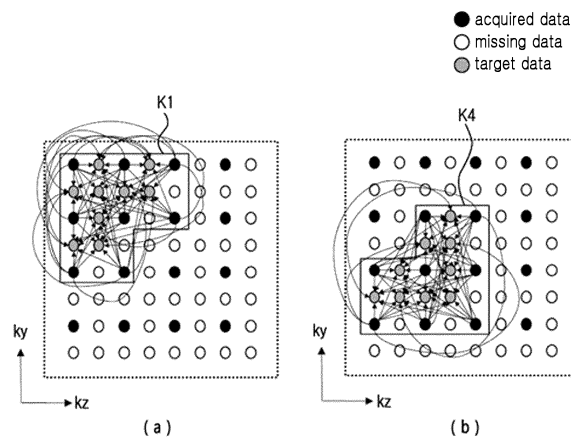 acquired data
missing data
target data
K1
K4
ky
kz
(a)
ky
kz
(b)